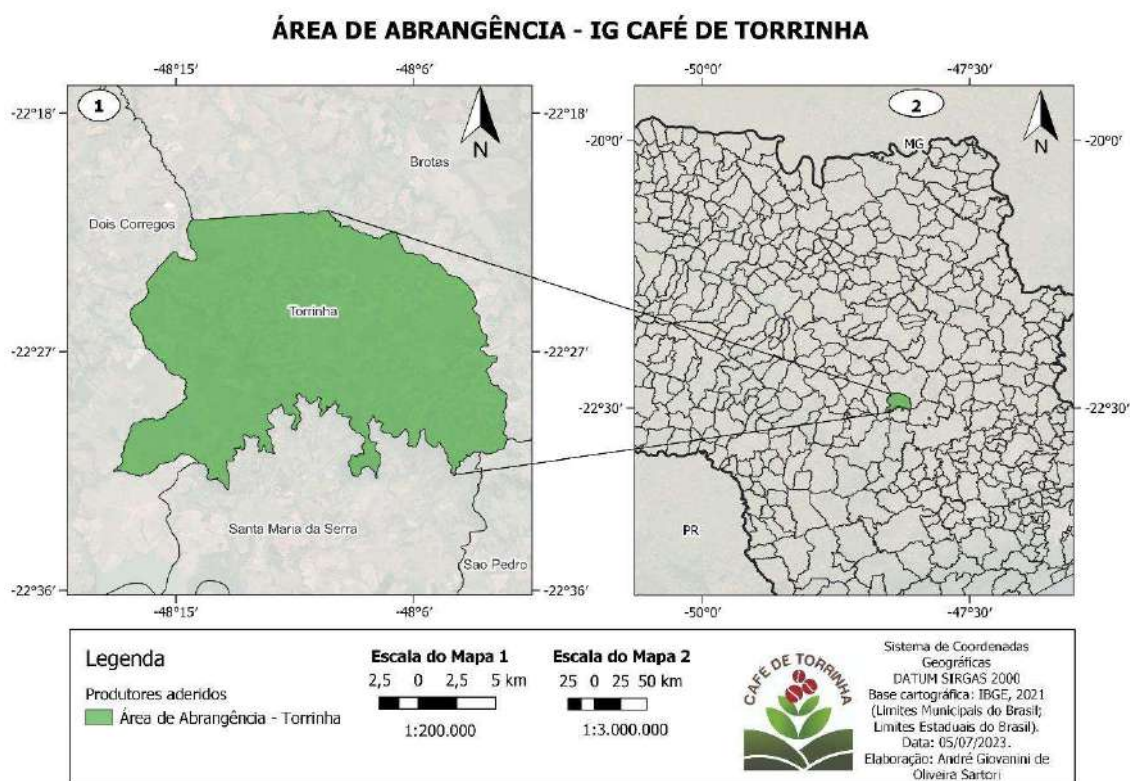 ÁREA DE ABRANGÊNCIA - IG CAFÉ DE TORRINHA
-48°15'
-48°6'
-50°0'
-47°30'
1
2
N
N
-22°18'
-22°18'
-20°0'
-20°0'
MG
Brotas
Dois Corregos
Torrinha
-22°27'
-22°27'
-22°30'
-22°30'
Santa Maria da Serra
PR
Sao Pedro
-22°36'
-22°36'
-48°15'
-48°6'
-50°0'
-47°30'
Legenda
Produtores aderidos
Área de Abrangência - Torrinha
Escala do Mapa 1
2,5 0 2,5 5 km
1:200.000
Escala do Mapa 2
25 0 25 50 km
1:3.000.000
CAFÉ DE TORRINHA
Sistema de Coordenadas
Geográficas
DATUM SIRGAS 2000
Base cartográfica: IBGE, 2021
(Limites Municipais do Brasil;
Limites Estaduais do Brasil).
Data: 05/07/2023.
Elaboração: André Giovanini de
Oliveira Sartori